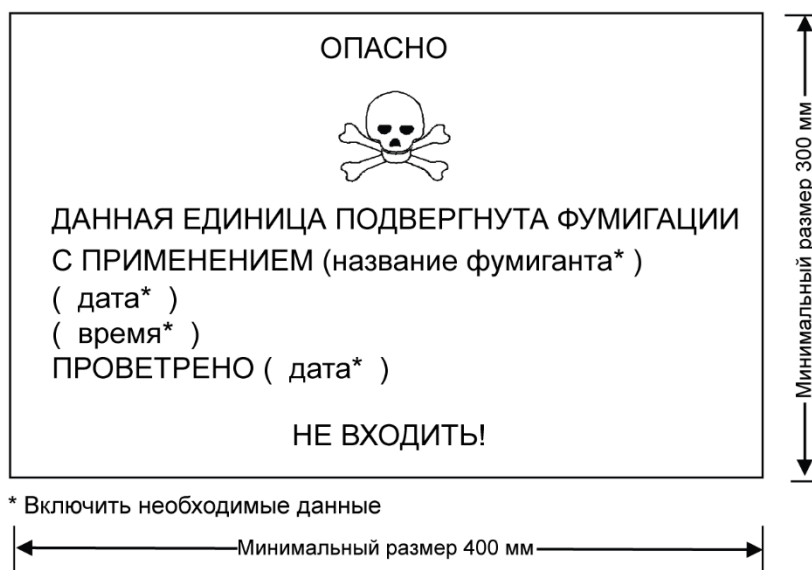 ОПАСНО
ДАННАЯ ЕДИНИЦА ПОДВЕРГНУТА ФУМИГАЦИИ
С ПРИМЕНЕНИЕМ (название фумиганта* )
( дата* )
( время* )
ПРОВЕТРЕНО ( дата* )
НЕ ВХОДИТЬ!
Минимальный размер 300 мм
* Включить необходимые данные
Минимальный размер 400 мм